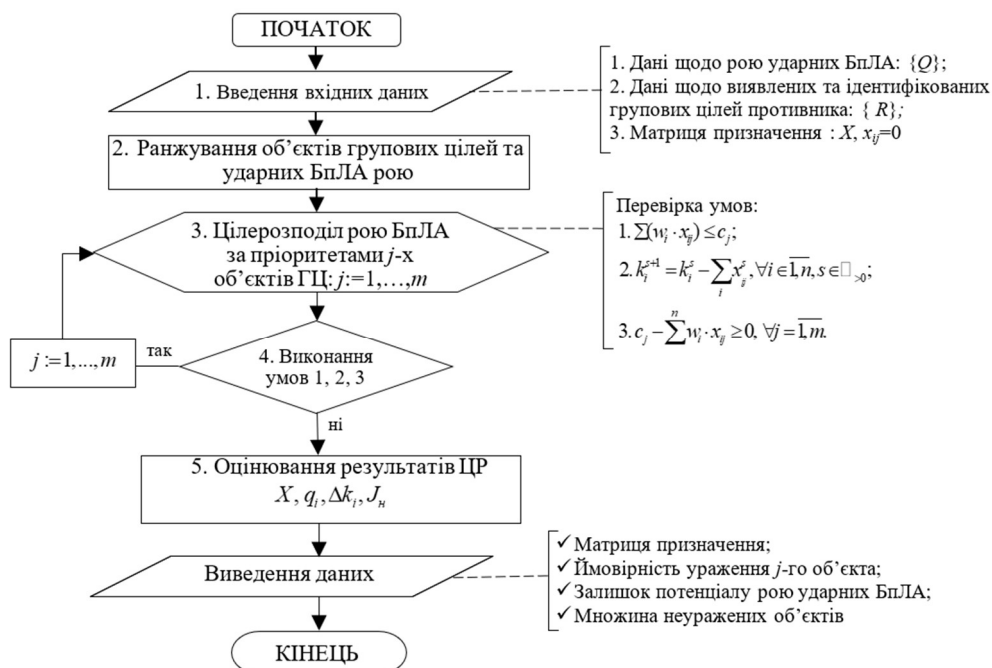 ПОЧАТОК
1. Введення вхідних даних
1. Дані щодо рою ударних БпЛА: {Q};
2. Дані щодо виявлених та ідентифікованих
групових цілей противника: { R};
3. Матриця призначення : X, xᵢⱼ=0
2. Ранжування об’єктів групових цілей та
ударних БпЛА рою
3. Цілерозподіл рою БпЛА
за пріоритетами j-х
об’єктів ГЦ: j:=1,…,m
Перевірка умов:
1. ∑(wᵢ · xᵢⱼ) ≤ cⱼ;
2. kᵢˢ⁺¹ = kᵢˢ − ∑ᵢ xᵢⱼˢ, ∀i ∈ 1,n, s ∈ □ >0;
3. cⱼ − ∑ⁿ wᵢ · xᵢⱼ ≥ 0, ∀j = 1,m.
j :=1,...,m
так
4. Виконання
умов 1, 2, 3
ні
5. Оцінювання результатів ЦР
X, qᵢ, Δkᵢ, Jн
Виведення даних
✓ Матриця призначення;
✓ Ймовірність ураження j-го об’єкта;
✓ Залишок потенціалу рою ударних БпЛА;
✓ Множина неуражених об’єктів
КІНЕЦЬ